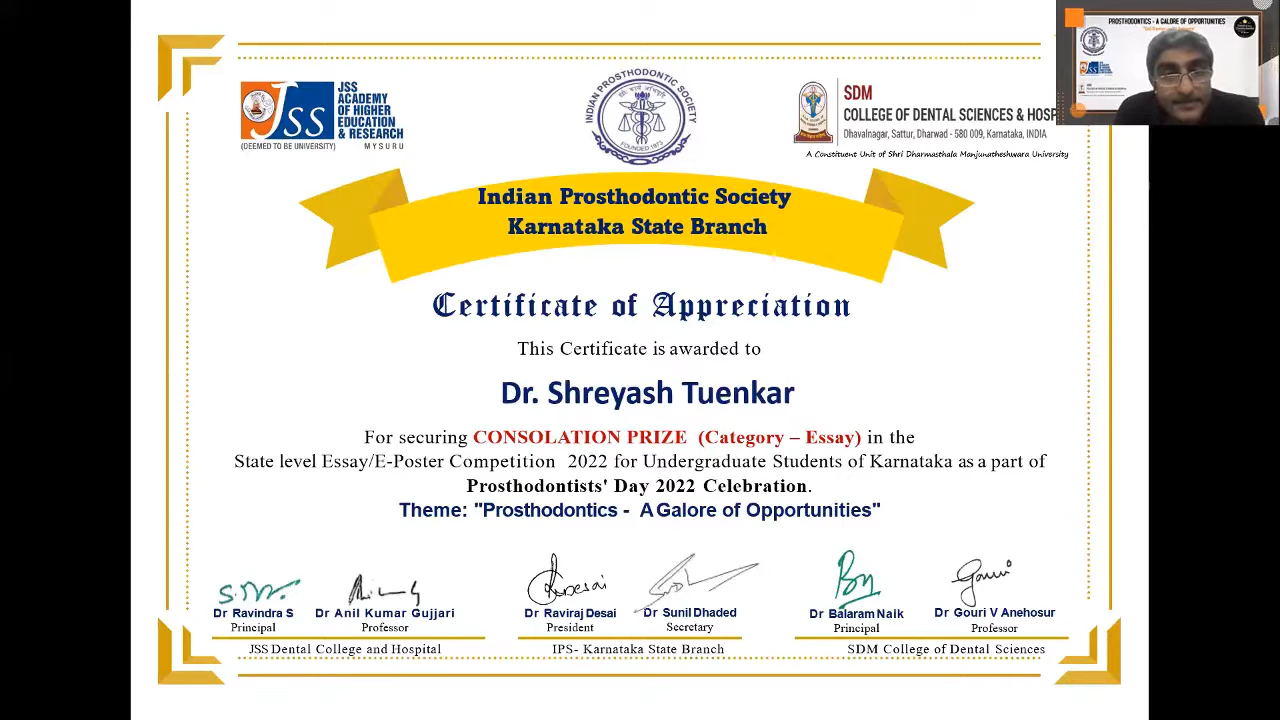 JSS
JSS
ACADEMY
OF HIGHER
EDUCATION
& RESEARCH
(DEEMED TO BE UNIVERSITY) MYSURU
INDIAN PROSTHODONTIC SOCIETY
FOUNDED 1973
SDM
COLLEGE OF DENTAL SCIENCES & HOSP
Dhavalnagar, Sattur, Dharwad - 580 009, Karnataka, INDIA
A Constituent Unit of Shri Dharmasthala Manjunatheshwara University
PROSTHODONTICS - A GALORE OF OPPORTUNITIES
Indian Prosthodontic Society
Karnataka State Branch
Certificate of Appreciation
This Certificate is awarded to
Dr. Shreyash Tuenkar
For securing CONSOLATION PRIZE (Category – Essay) in the
State level Essay/E-Poster Competition 2022 for Undergraduate Students of Karnataka as a part of
Prosthodontists' Day 2022 Celebration.
Theme: "Prosthodontics - A Galore of Opportunities"
Dr Ravindra S Dr Anil Kumar Gujjari Dr Raviraj Desai Dr Sunil Dhaded Dr Balaram Naik Dr Gouri V Anehosur
Principal Professor President Secretary Principal Professor
JSS Dental College and Hospital IPS- Karnataka State Branch SDM College of Dental Sciences